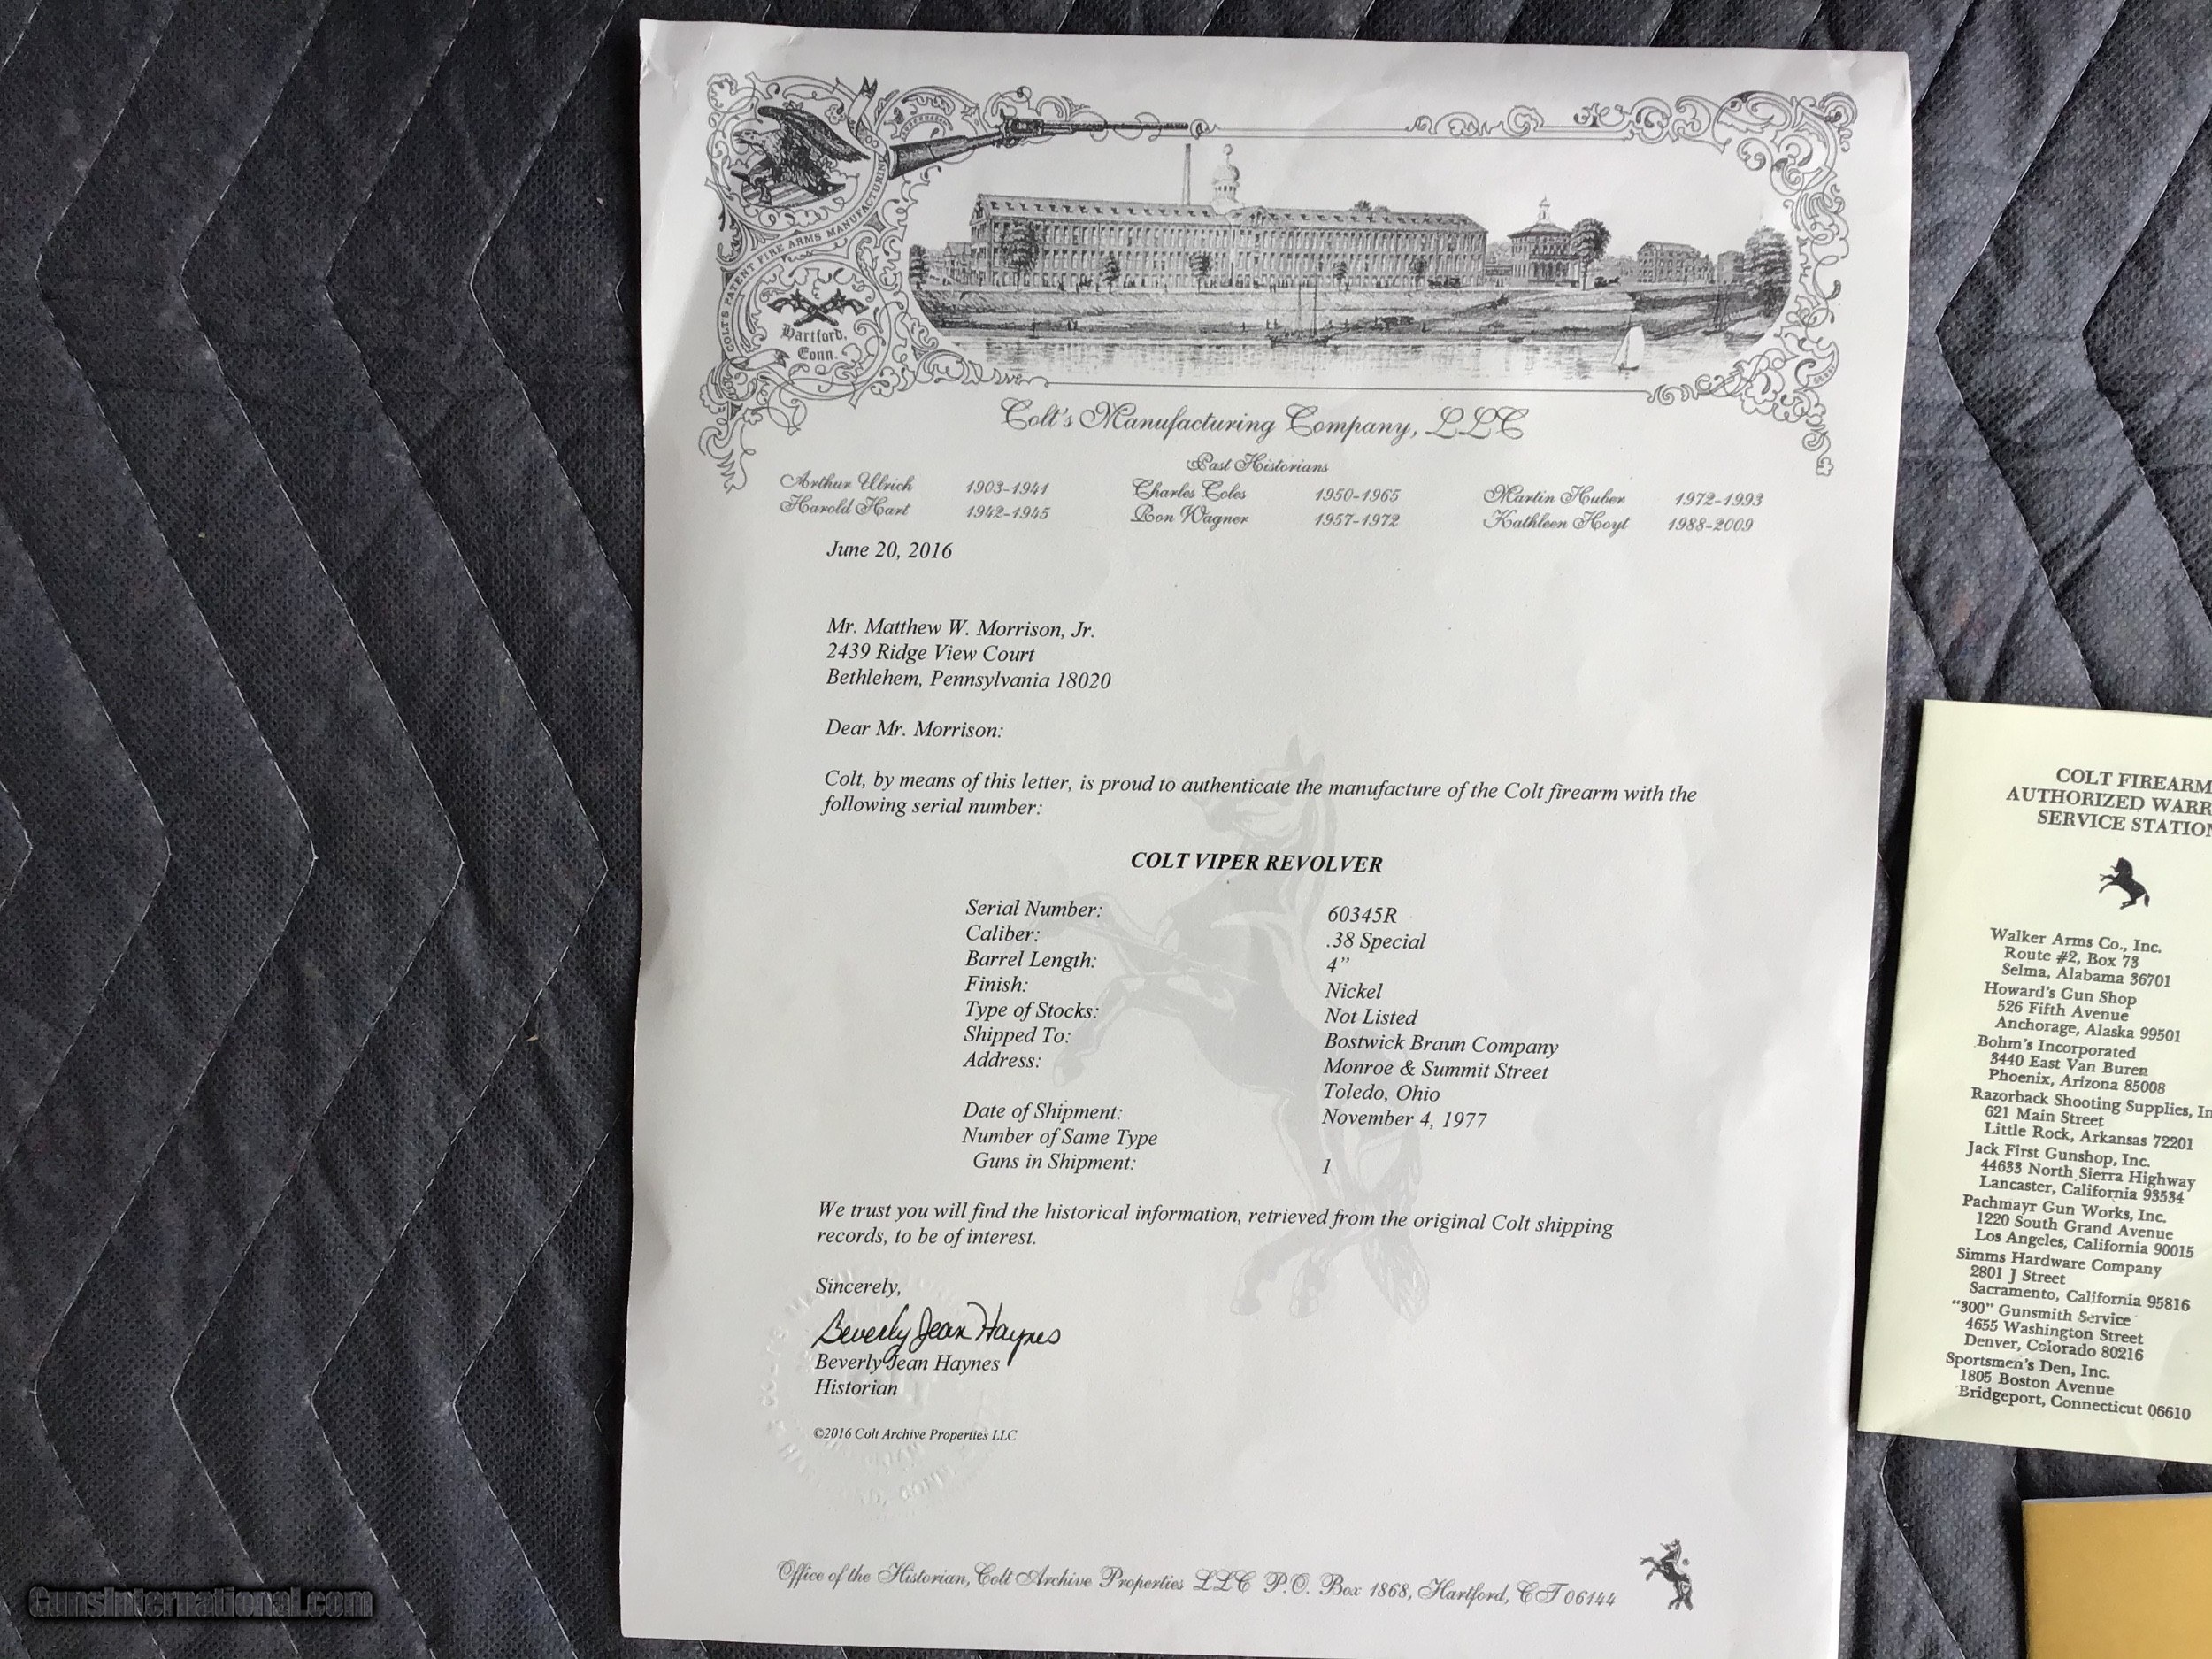 COLT'S PATENT FIRE ARMS MANUFACTURING
Hartford,
Conn.
Colt's Manufacturing Company, LLC
Past Historians
Arthur Ulrich 1903-1941 Charles Coles 1950-1965 Martin Huber 1972-1993
Harold Hart 1942-1945 Ron Wagner 1957-1972 Kathleen Hoyt 1988-2009
June 20, 2016
Mr. Matthew W. Morrison, Jr.
2439 Ridge View Court
Bethlehem, Pennsylvania 18020
Dear Mr. Morrison:
Colt, by means of this letter, is proud to authenticate the manufacture of the Colt firearm with the
following serial number:
COLT VIPER REVOLVER
Serial Number: 60345R
Caliber: .38 Special
Barrel Length: 4”
Finish: Nickel
Type of Stocks: Not Listed
Shipped To: Bostwick Braun Company
Address: Monroe & Summit Street
Toledo, Ohio
Date of Shipment: November 4, 1977
Number of Same Type
Guns in Shipment: 1
We trust you will find the historical information, retrieved from the original Colt shipping
records, to be of interest.
Sincerely,
Beverly Jean Haynes
Beverly Jean Haynes
Historian
©2016 Colt Archive Properties LLC
Office of the Historian, Colt Archive Properties LLC P.O. Box 1868, Hartford, CT 06144
COLT FIREARM
AUTHORIZED WARR
SERVICE STATION
Walker Arms Co., Inc.
Route #2, Box 73
Selma, Alabama 36701
Howard's Gun Shop
526 Fifth Avenue
Anchorage, Alaska 99501
Bohm's Incorporated
3440 East Van Buren
Phoenix, Arizona 85008
Razorback Shooting Supplies, In
621 Main Street
Little Rock, Arkansas 72201
Jack First Gunshop, Inc.
44633 North Sierra Highway
Lancaster, California 93534
Pachmayr Gun Works, Inc.
1220 South Grand Avenue
Los Angeles, California 90015
Simms Hardware Company
2801 J Street
Sacramento, California 95816
"300" Gunsmith Service
4655 Washington Street
Denver, Colorado 80216
Sportsmen's Den, Inc.
1805 Boston Avenue
Bridgeport, Connecticut 06610
GunsInternational.com